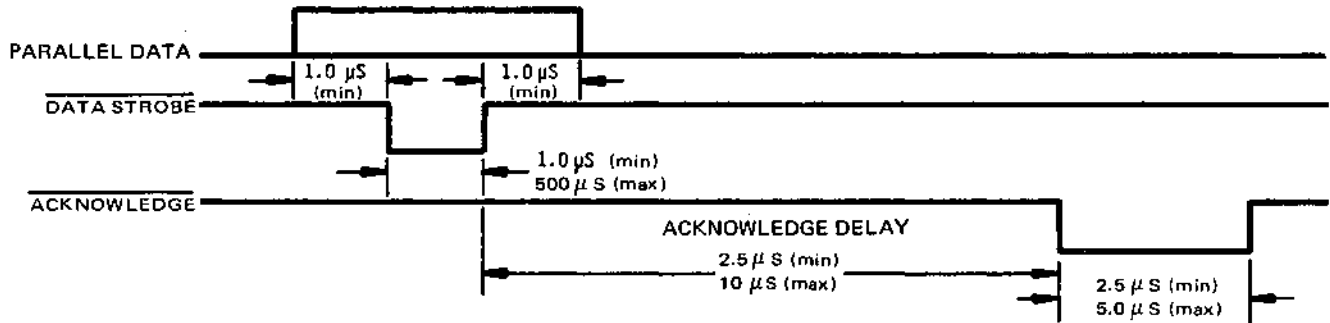 PARALLEL DATA
1.0 μS
(min)
1.0 μS
(min)
DATA STROBE
1.0 μS (min)
500 μ S (max)
ACKNOWLEDGE
ACKNOWLEDGE DELAY
2.5 μ S (min)
10 μS (max)
2.5 μ S (min)
5.0 μ S (max)